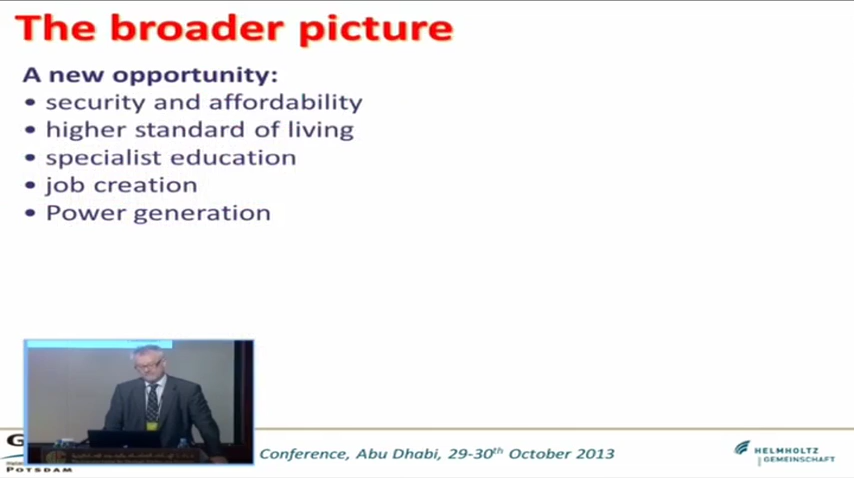 The broader picture
A new opportunity:
• security and affordability
• higher standard of living
• specialist education
• job creation
• Power generation
G
POTSDAM
Conference, Abu Dhabi, 29-30th October 2013
HELMHOLTZ
GEMEINSCHAFT